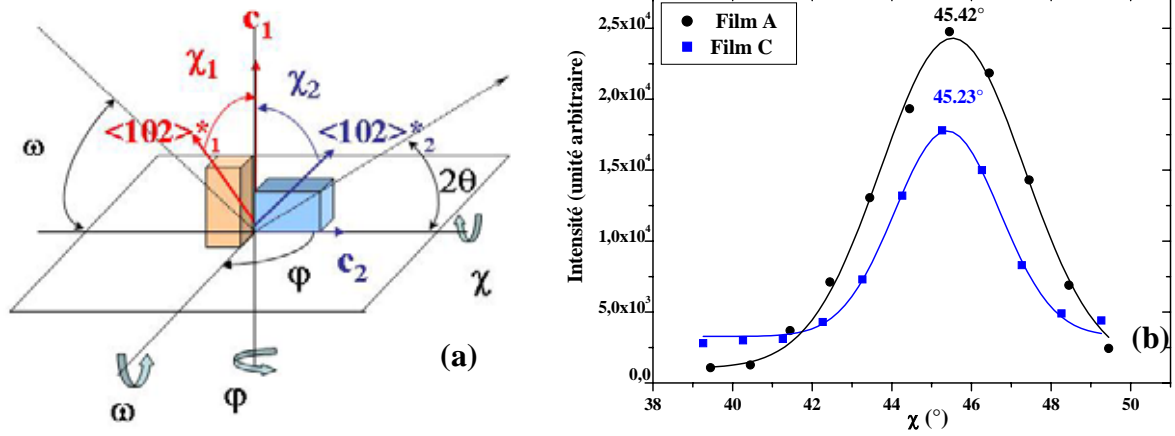 c₁
χ₁
χ₂
<102>*₁
<102>*₂
ω
2θ
φ
c₂
χ
(a)
ω
φ
Film A
Film C
45.42°
45.23°
(b)
Intensité (unité arbitraire)
2,5x10⁴
2,0x10⁴
1,5x10⁴
1,0x10⁴
5,0x10³
0,0
38 40 42 44 46 48 50
χ (°)